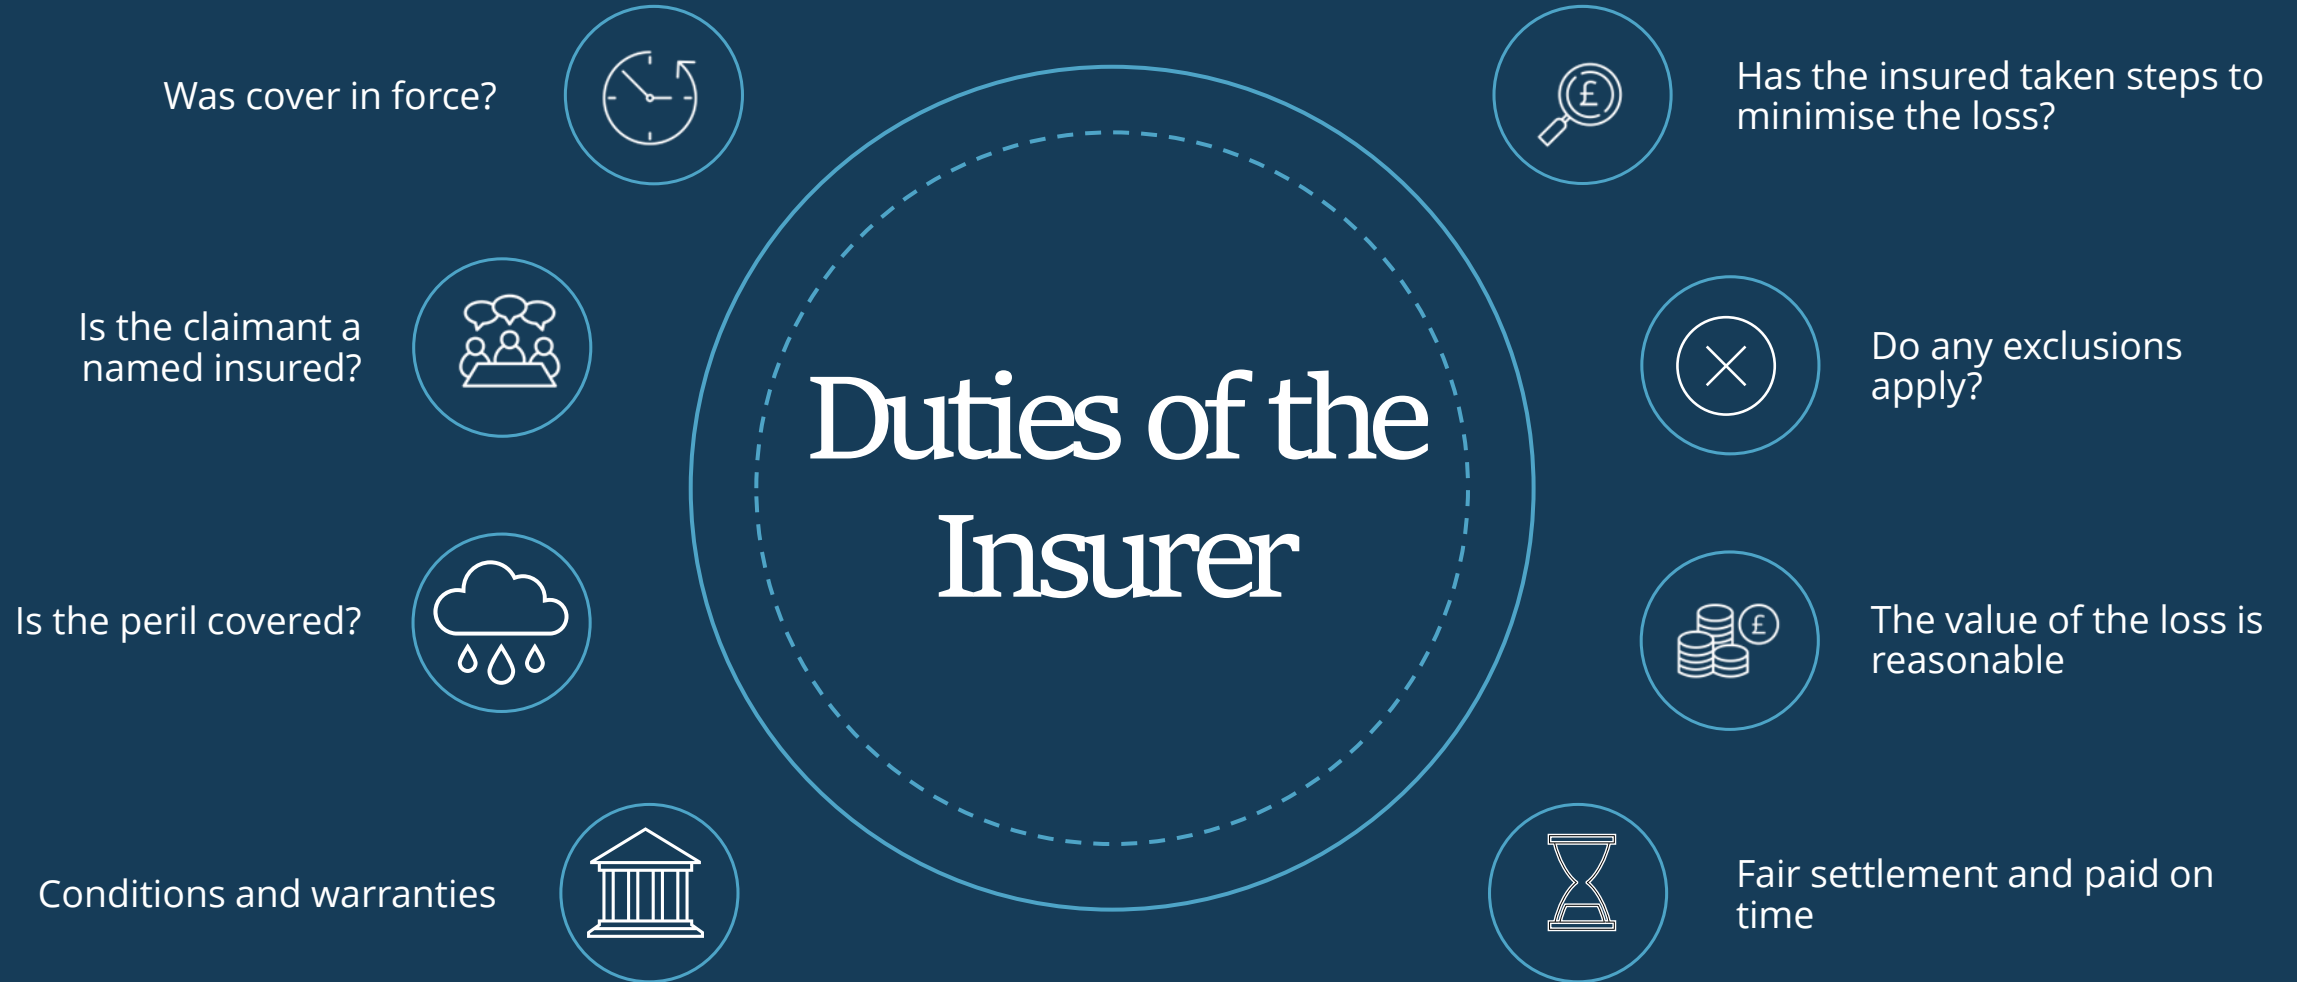 Was cover in force?
Is the claimant a
named insured?
Is the peril covered?
Conditions and warranties
Duties of the
Insurer
£
Has the insured taken steps to
minimise the loss?
Do any exclusions
apply?
£
The value of the loss is
reasonable
Fair settlement and paid on
time